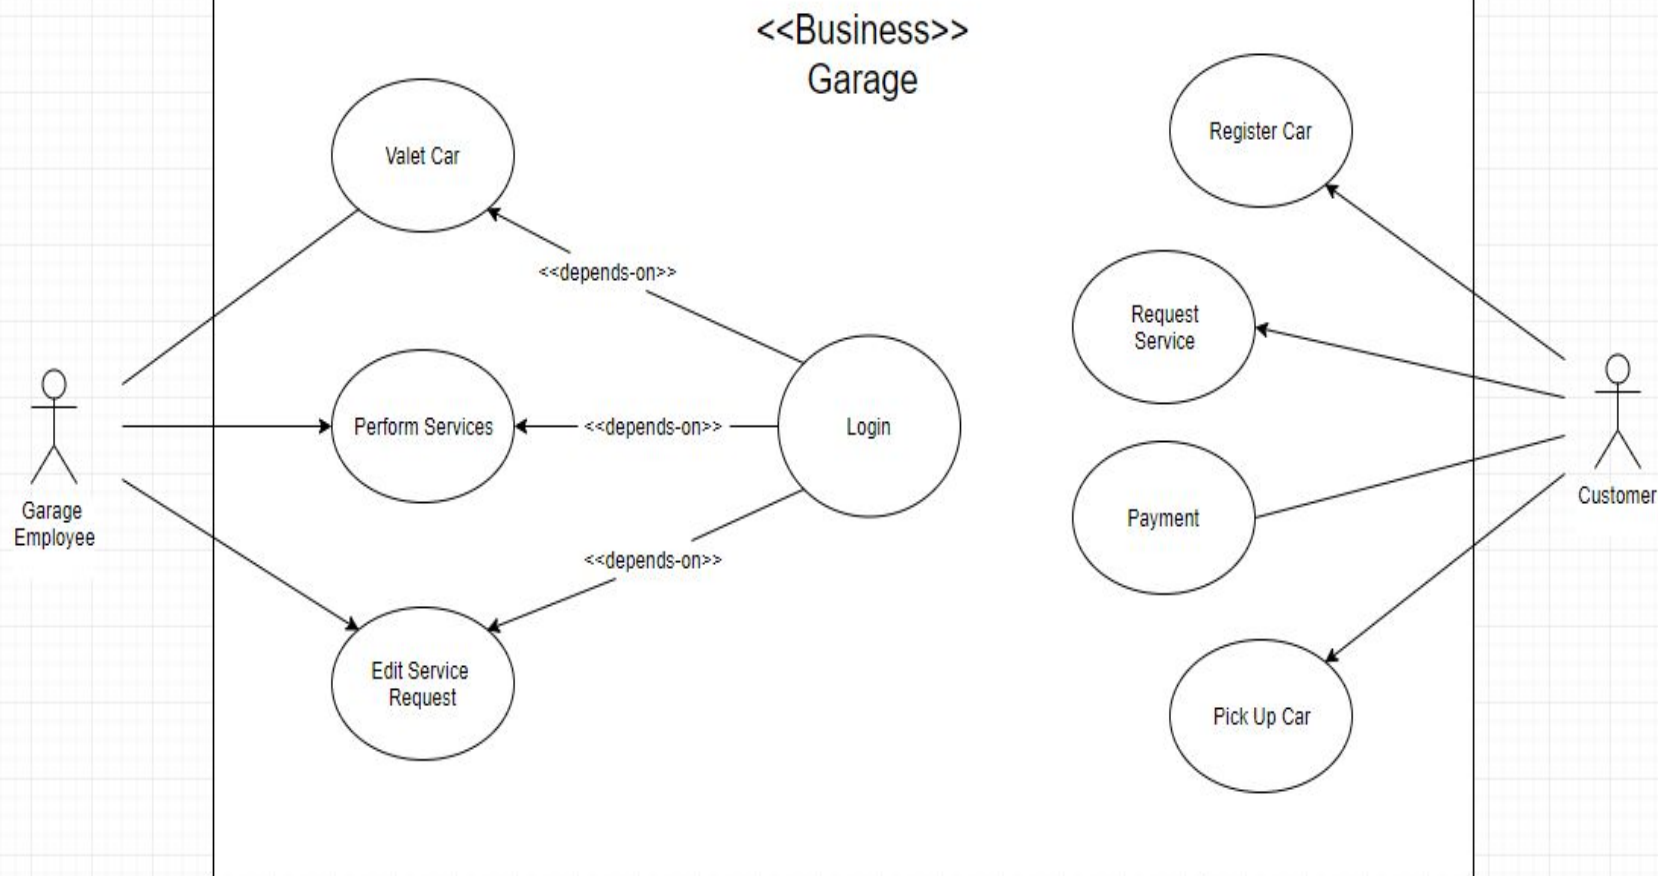 <<Business>>
Garage
Valet Car
Register Car
<<depends-on>>
Request
Service
Perform Services
<<depends-on>>
Login
Garage
Employee
Customer
Payment
<<depends-on>>
Edit Service
Request
Pick Up Car